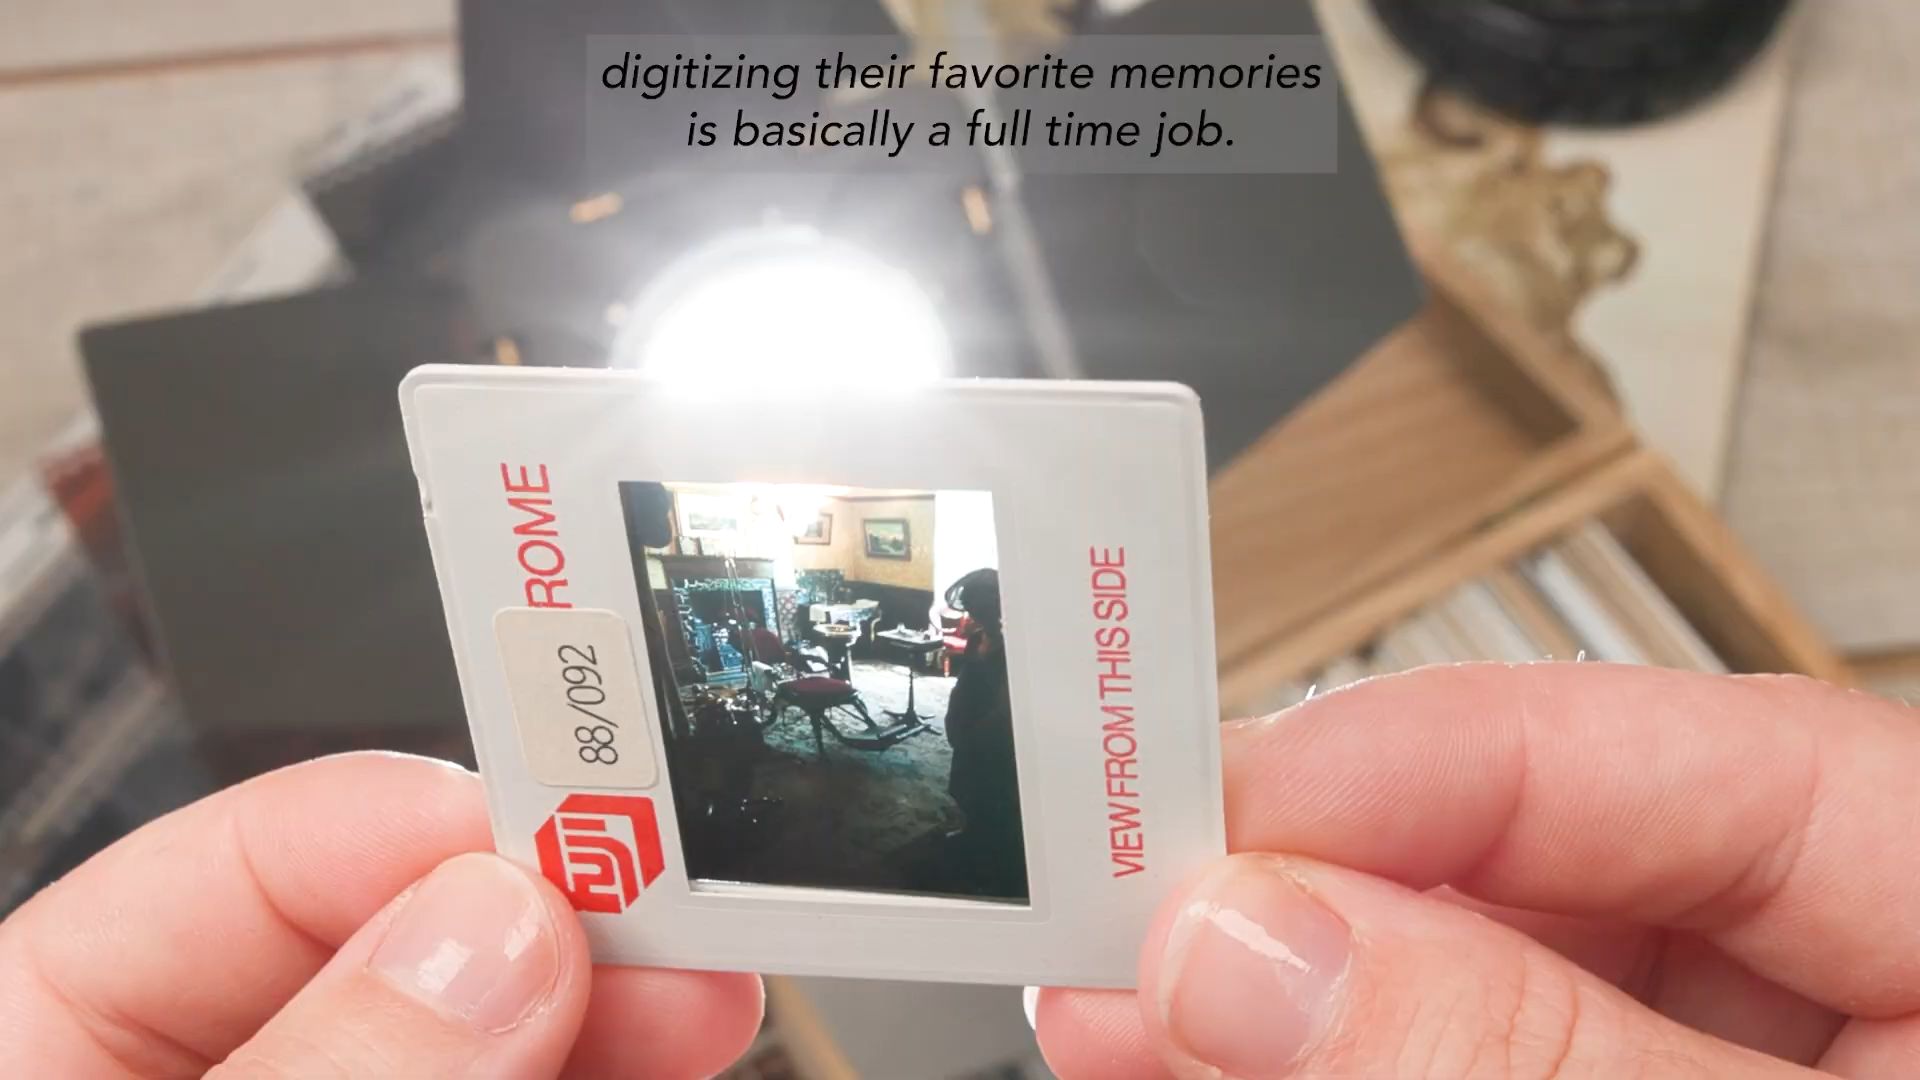 digitizing their favorite memories
is basically a full time job.
ROME
88/092
FUJI
VIEW FROM THIS SIDE